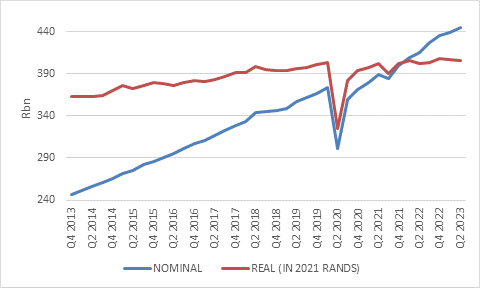 440
390
340
290
240
Rbn
Q4 2013
Q2 2014
Q4 2014
Q2 2015
Q4 2015
Q2 2016
Q4 2016
Q2 2017
Q4 2017
Q2 2018
Q4 2018
Q2 2019
Q4 2019
Q2 2020
Q4 2020
Q2 2021
Q4 2021
Q2 2022
Q4 2022
Q2 2023
NOMINAL
REAL (IN 2021 RANDS)